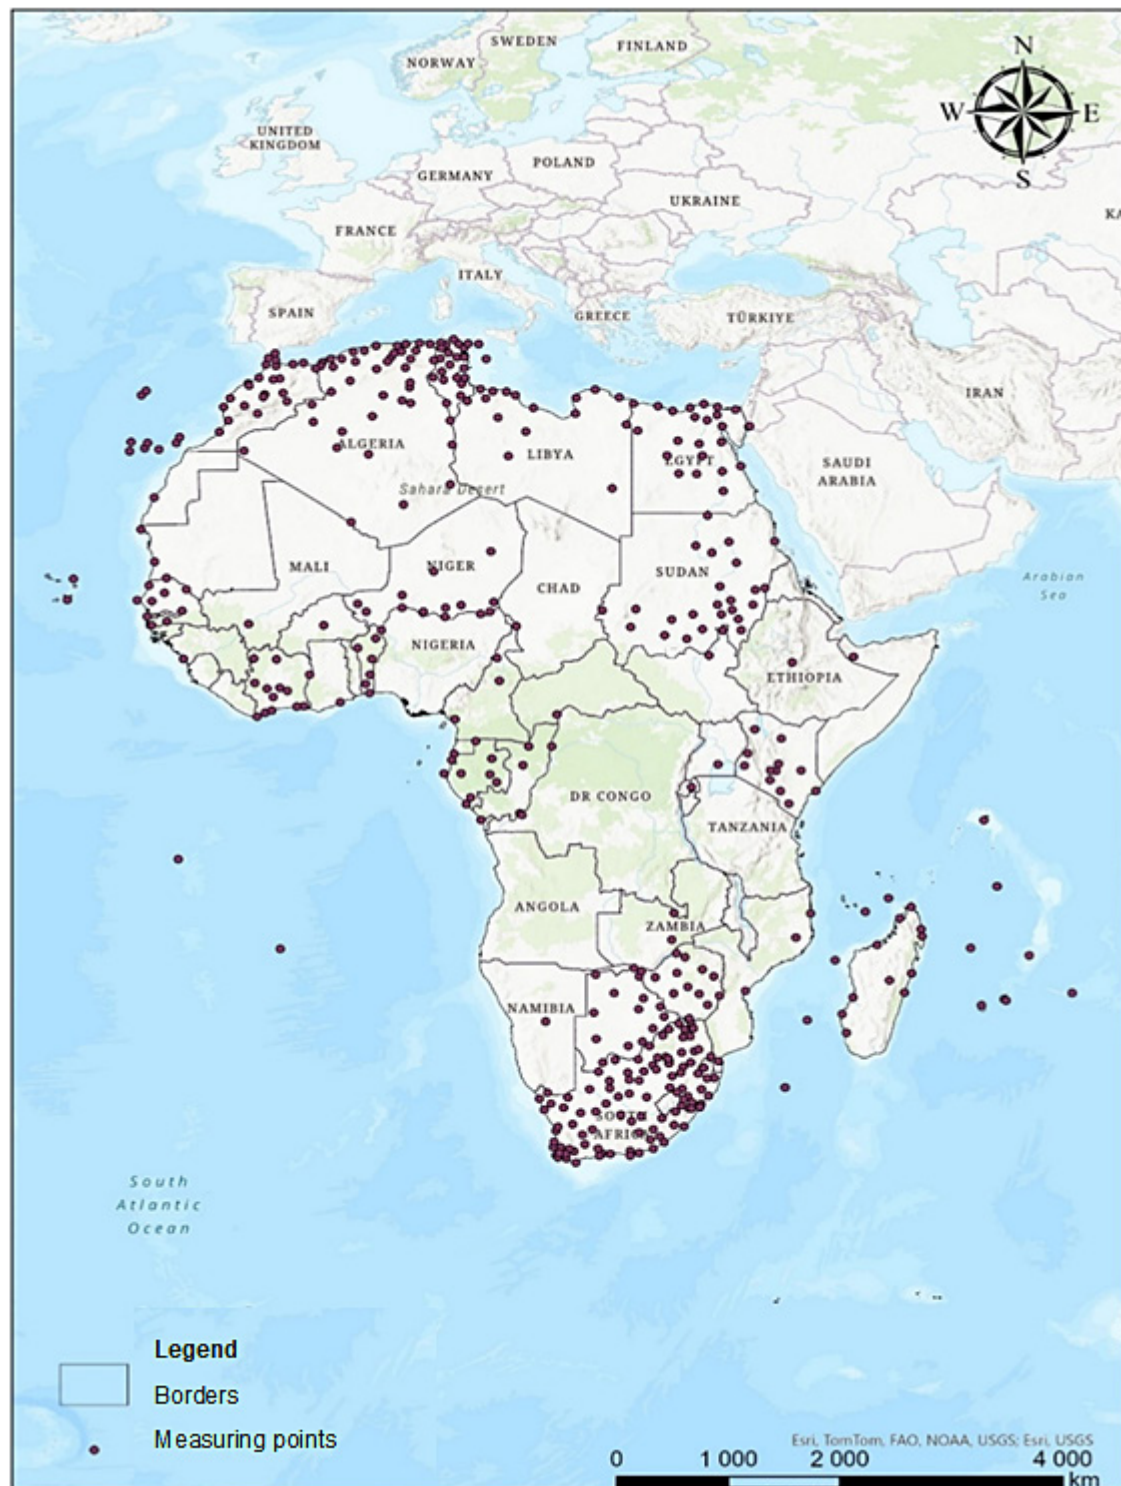 SWEDEN
FINLAND
NORWAY
N
W
E
S
UNITED
KINGDOM
POLAND
GERMANY
UKRAINE
KA
FRANCE
ITALY
SPAIN
GREECE
TÜRKIYE
IRAN
ALGERIA
LIBYA
EGYPT
SAUDI
ARABIA
Sahara Desert
MALI
NIGER
CHAD
SUDAN
Arabian
Sea
NIGERIA
ETHIOPIA
DR CONGO
TANZANIA
ANGOLA
ZAMBIA
NAMIBIA
SOUTH
AFRICA
South
Atlantic
Ocean
Legend
Borders
Measuring points
Esri, TomTom, FAO, NOAA, USGS; Esri, USGS
0 1 000 2 000 4 000
km